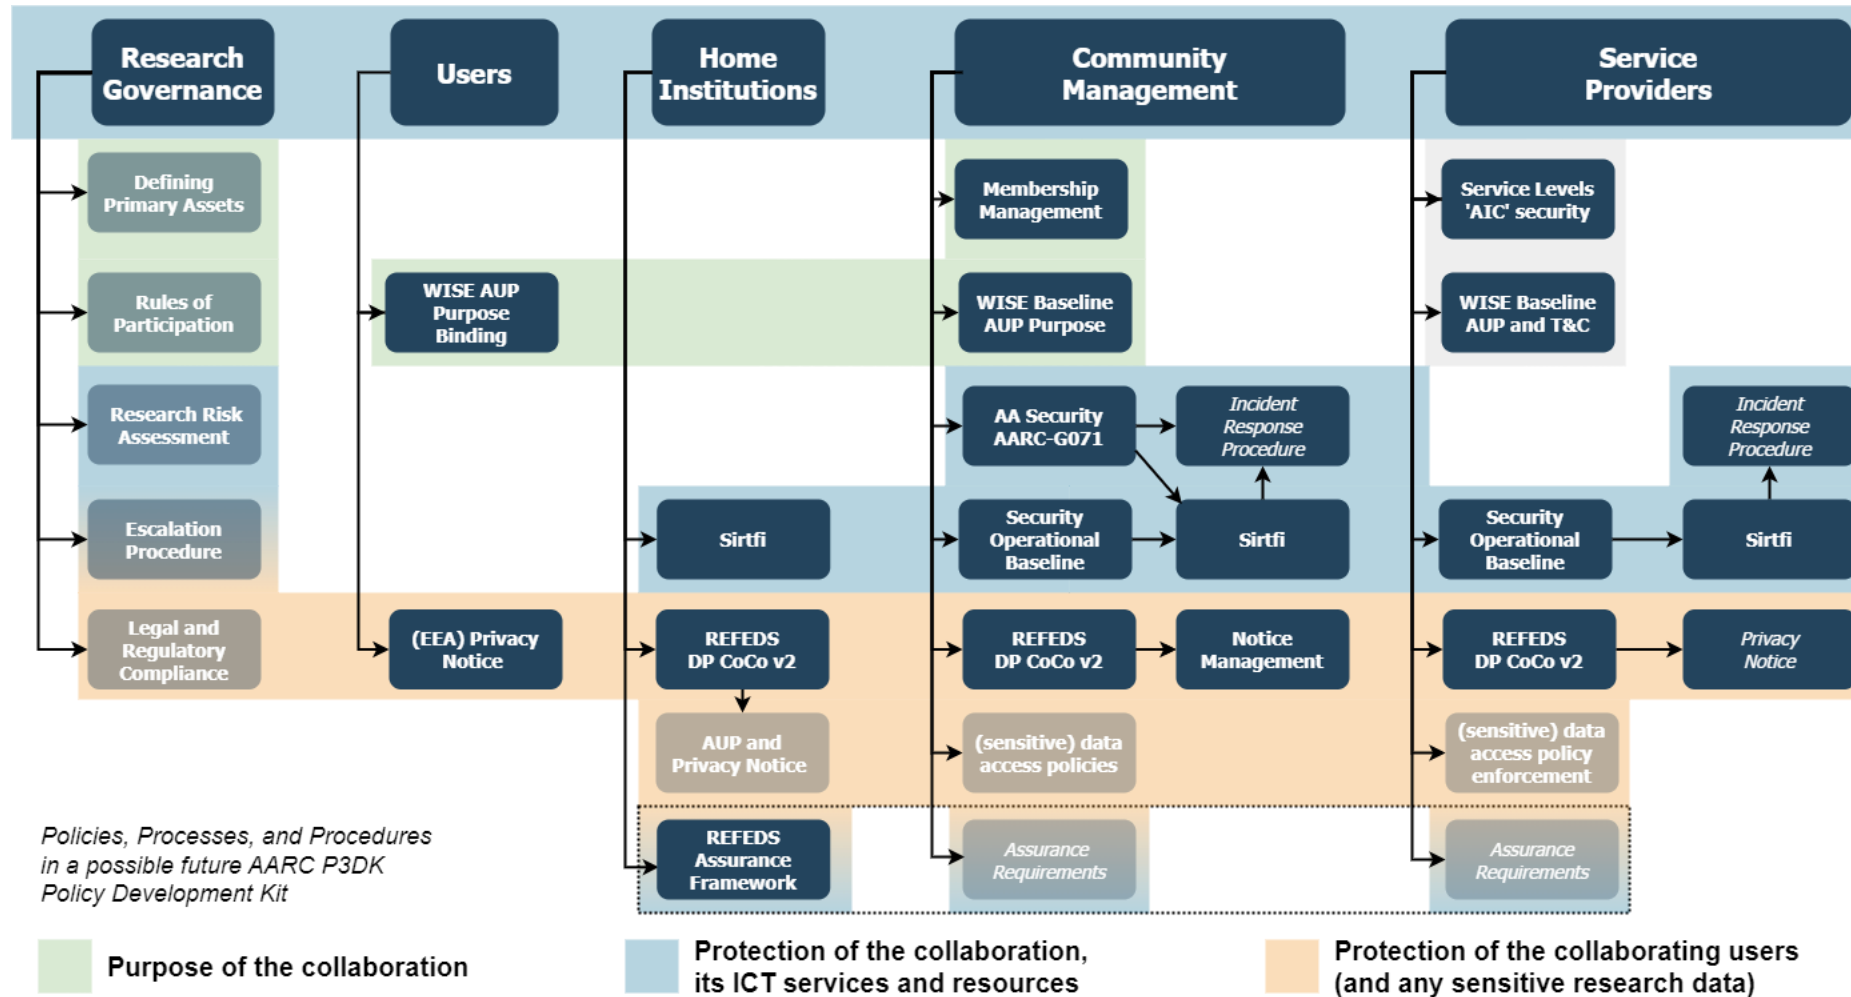 Research
Governance
Users
Home
Institutions
Community
Management
Service
Providers
Defining
Primary Assets
Membership
Management
Service Levels
'AIC' security
Rules of
Participation
WISE AUP
Purpose
Binding
WISE Baseline
AUP Purpose
WISE Baseline
AUP and T&C
Research Risk
Assessment
AA Security
AARC-G071
Incident
Response
Procedure
Incident
Response
Procedure
Escalation
Procedure
Sirtfi
Security
Operational
Baseline
Sirtfi
Security
Operational
Baseline
Sirtfi
Legal and
Regulatory
Compliance
(EEA) Privacy
Notice
REFEDS
DP CoCo v2
REFEDS
DP CoCo v2
Notice
Management
REFEDS
DP CoCo v2
Privacy
Notice
AUP and
Privacy Notice
(sensitive) data
access policies
(sensitive) data
access policy
enforcement
REFEDS
Assurance
Framework
Assurance
Requirements
Assurance
Requirements
Policies, Processes, and Procedures
in a possible future AARC P3DK
Policy Development Kit
Purpose of the collaboration
Protection of the collaboration,
its ICT services and resources
Protection of the collaborating users
(and any sensitive research data)